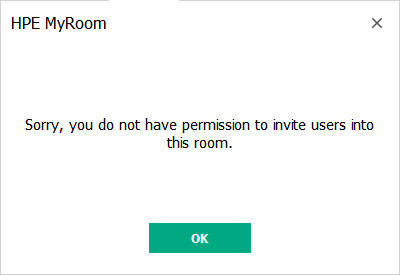 HPE MyRoom
Sorry, you do not have permission to invite users into
this room.
OK